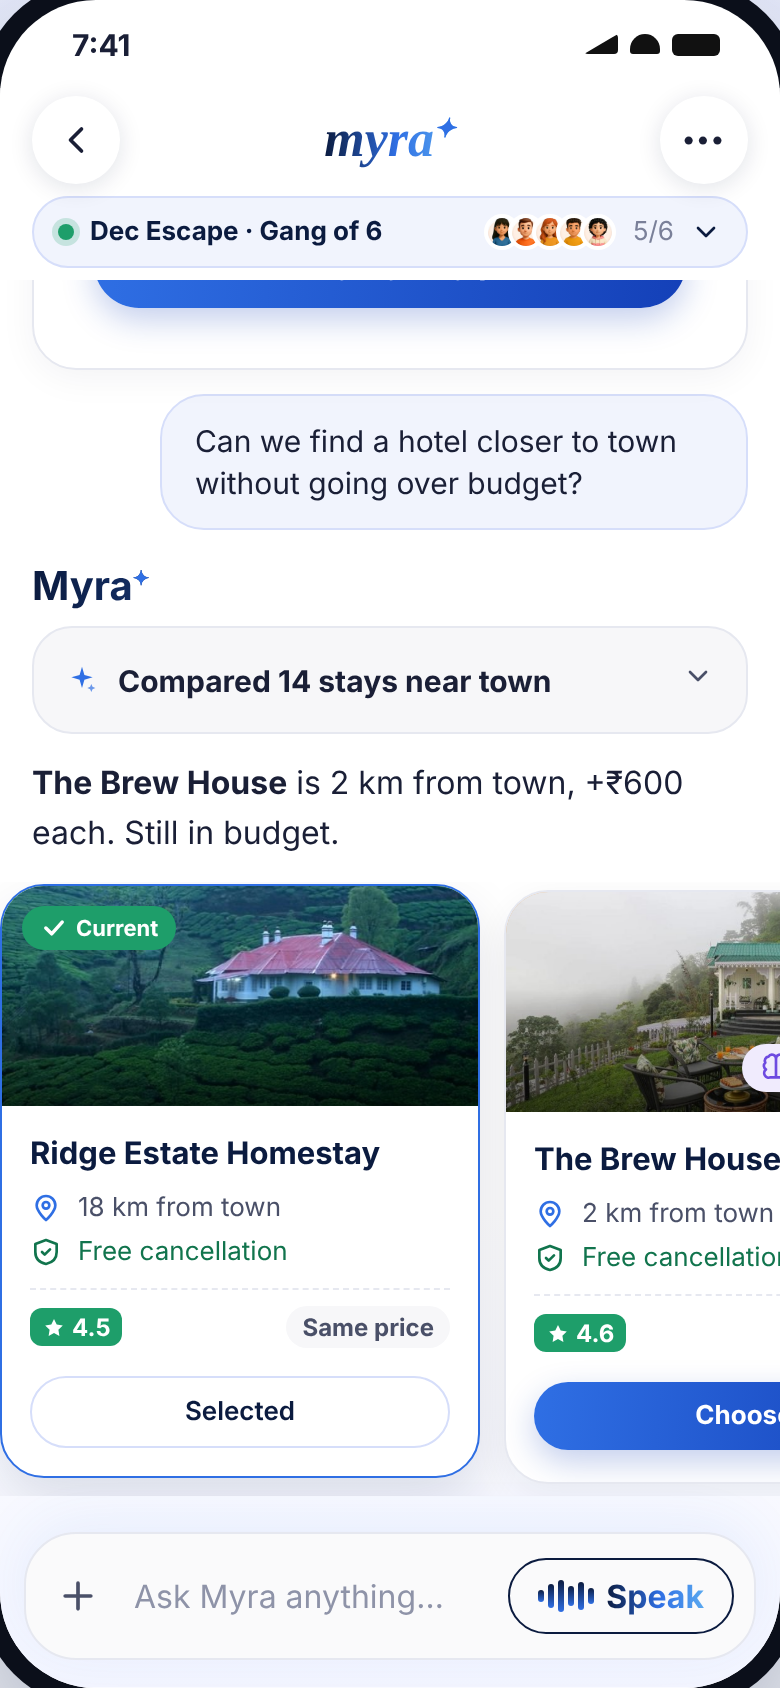 7:41
myra
Dec Escape · Gang of 6
5/6
Can we find a hotel closer to town
without going over budget?
Myra
Compared 14 stays near town
The Brew House is 2 km from town, +₹600
each. Still in budget.
Current
Ridge Estate Homestay
18 km from town
Free cancellation
4.5
Same price
Selected
The Brew House
2 km from town
4.6
Free
Ask Myra anything...
Speak